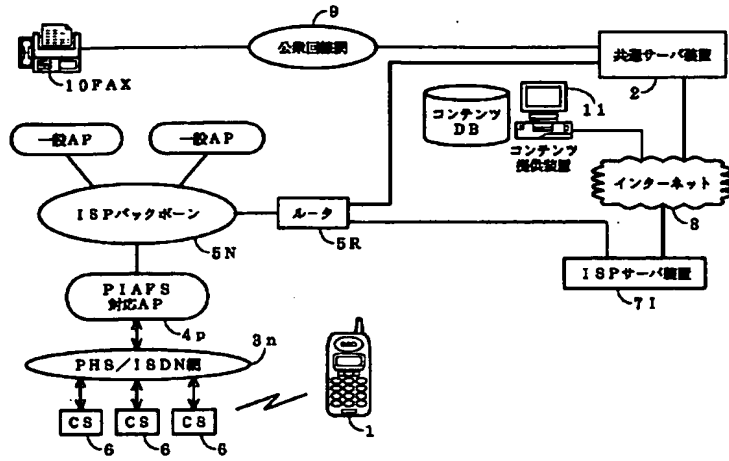 9
公衆回線網
10FAX
共通サーバ装置
2
11
コンテンツ
DB
コンテンツ
提供装置
一般AP
一般AP
インターネット
8
ISPバックボーン
5N
ルータ
5R
ISPサーバ装置
7I
PIAFS
対応AP
4p
3n
PHS/ISDN網
CS
CS
CS
6
6
6
1